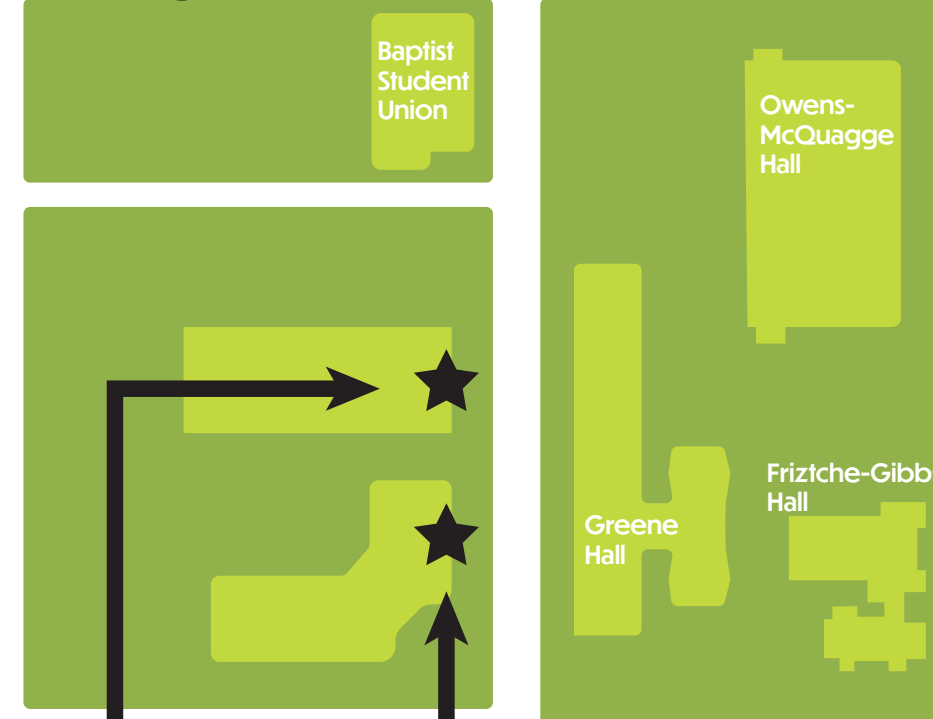 Baptist
Student
Union
Owens-
McQuagge
Hall
Friztche-Gibb
Hall
Greene
Hall